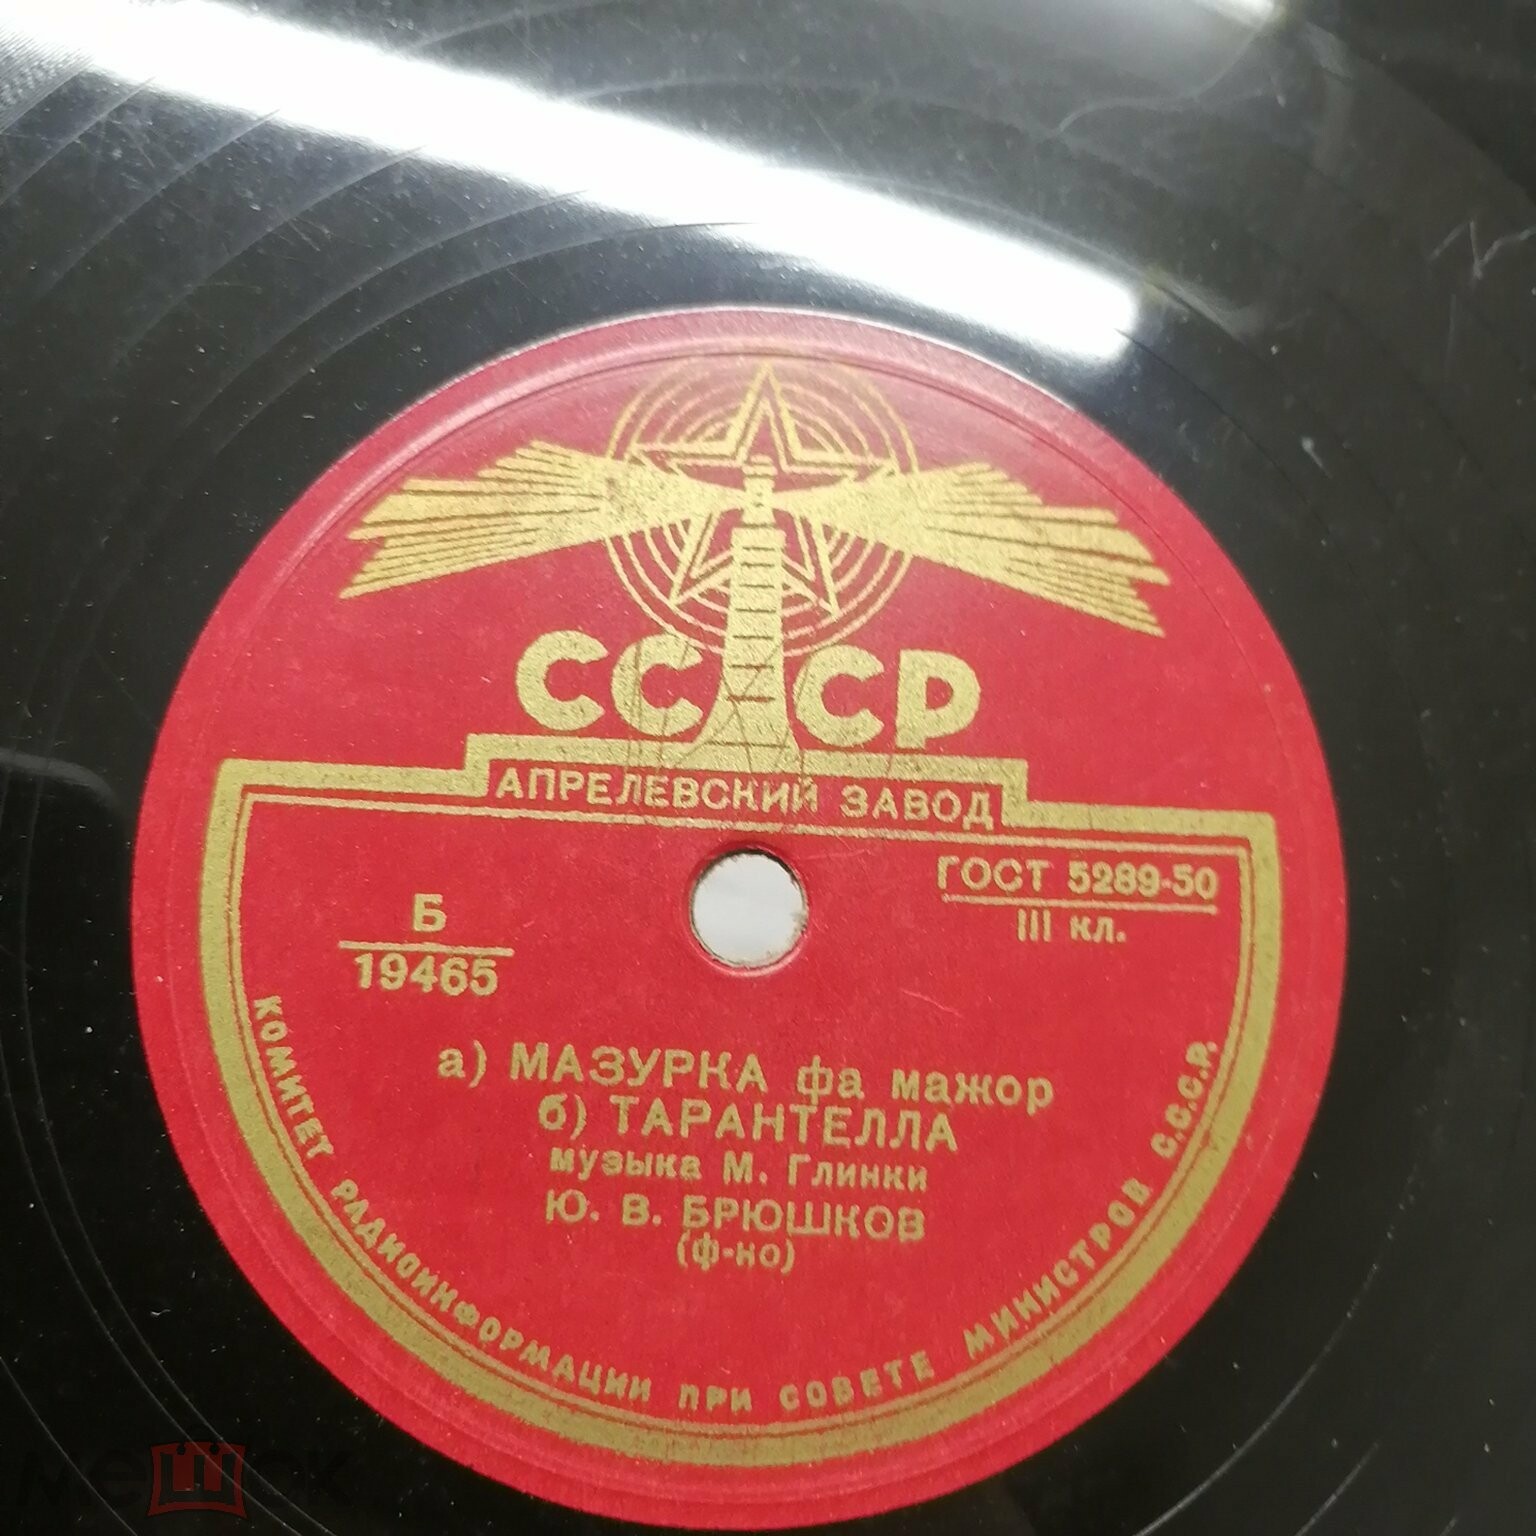 СССР
АПРЕЛЕВСКИЙ ЗАВОД
ГОСТ 5289-50
III кл.
Б
19465
а) МАЗУРКА фа мажор
б) ТАРАНТЕЛЛА
музыка М. Глинки
Ю. В. БРЮШКОВ
(ф-но)
КОМИТЕТ РАДИОИНФОРМАЦИИ ПРИ СОВЕТЕ МИНИСТРОВ С.С.С.Р.
мешок